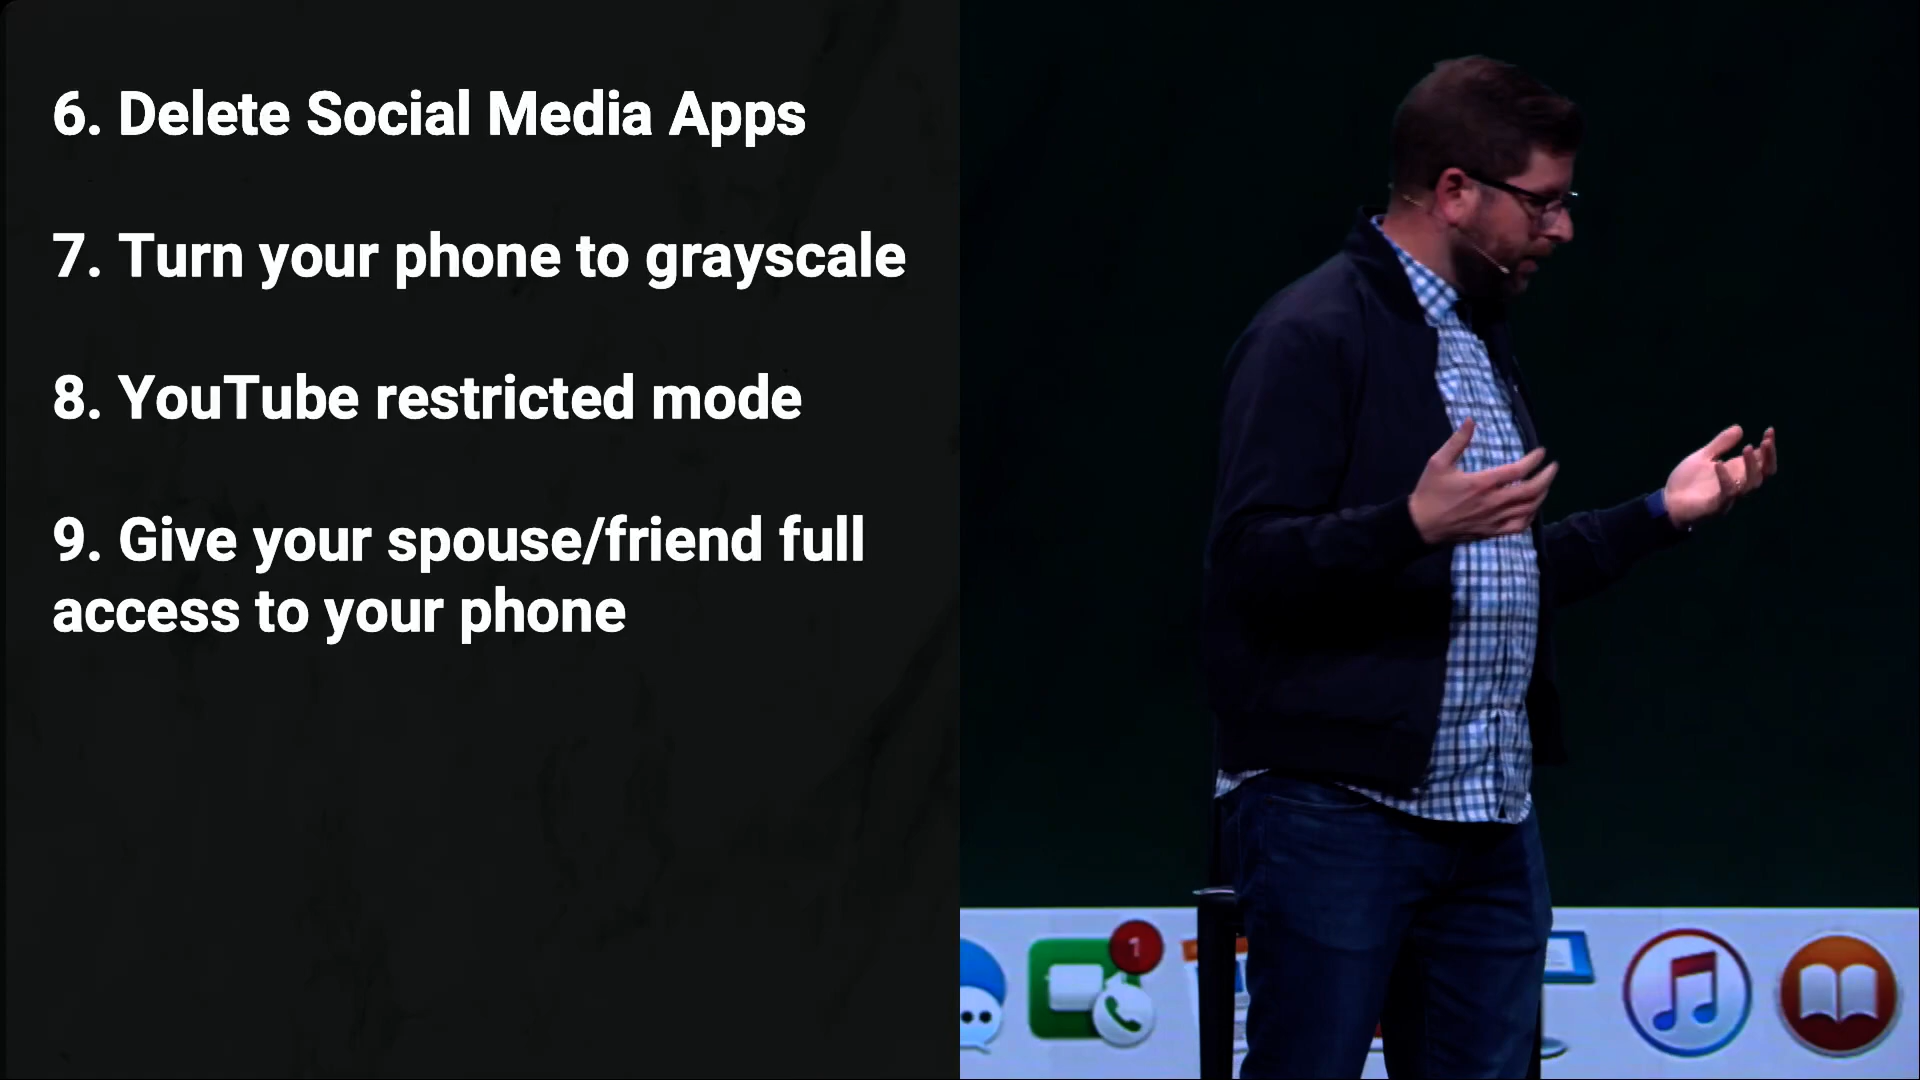 6. Delete Social Media Apps
7. Turn your phone to grayscale
8. YouTube restricted mode
9. Give your spouse/friend full
access to your phone
1